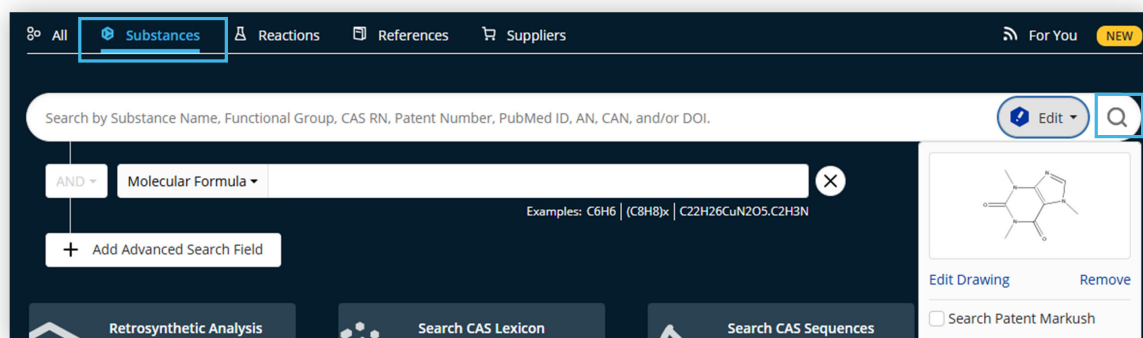 All Substances Reactions References Suppliers For You NEW
Search by Substance Name, Functional Group, CAS RN, Patent Number, PubMed ID, AN, CAN, and/or DOI. Edit
AND Molecular Formula
Examples: C6H6 | (C8H8)x | C22H26CuN2O5.C2H3N
Add Advanced Search Field
Edit Drawing Remove
Search Patent Markush
Retrosynthetic Analysis Search CAS Lexicon Search CAS Sequences